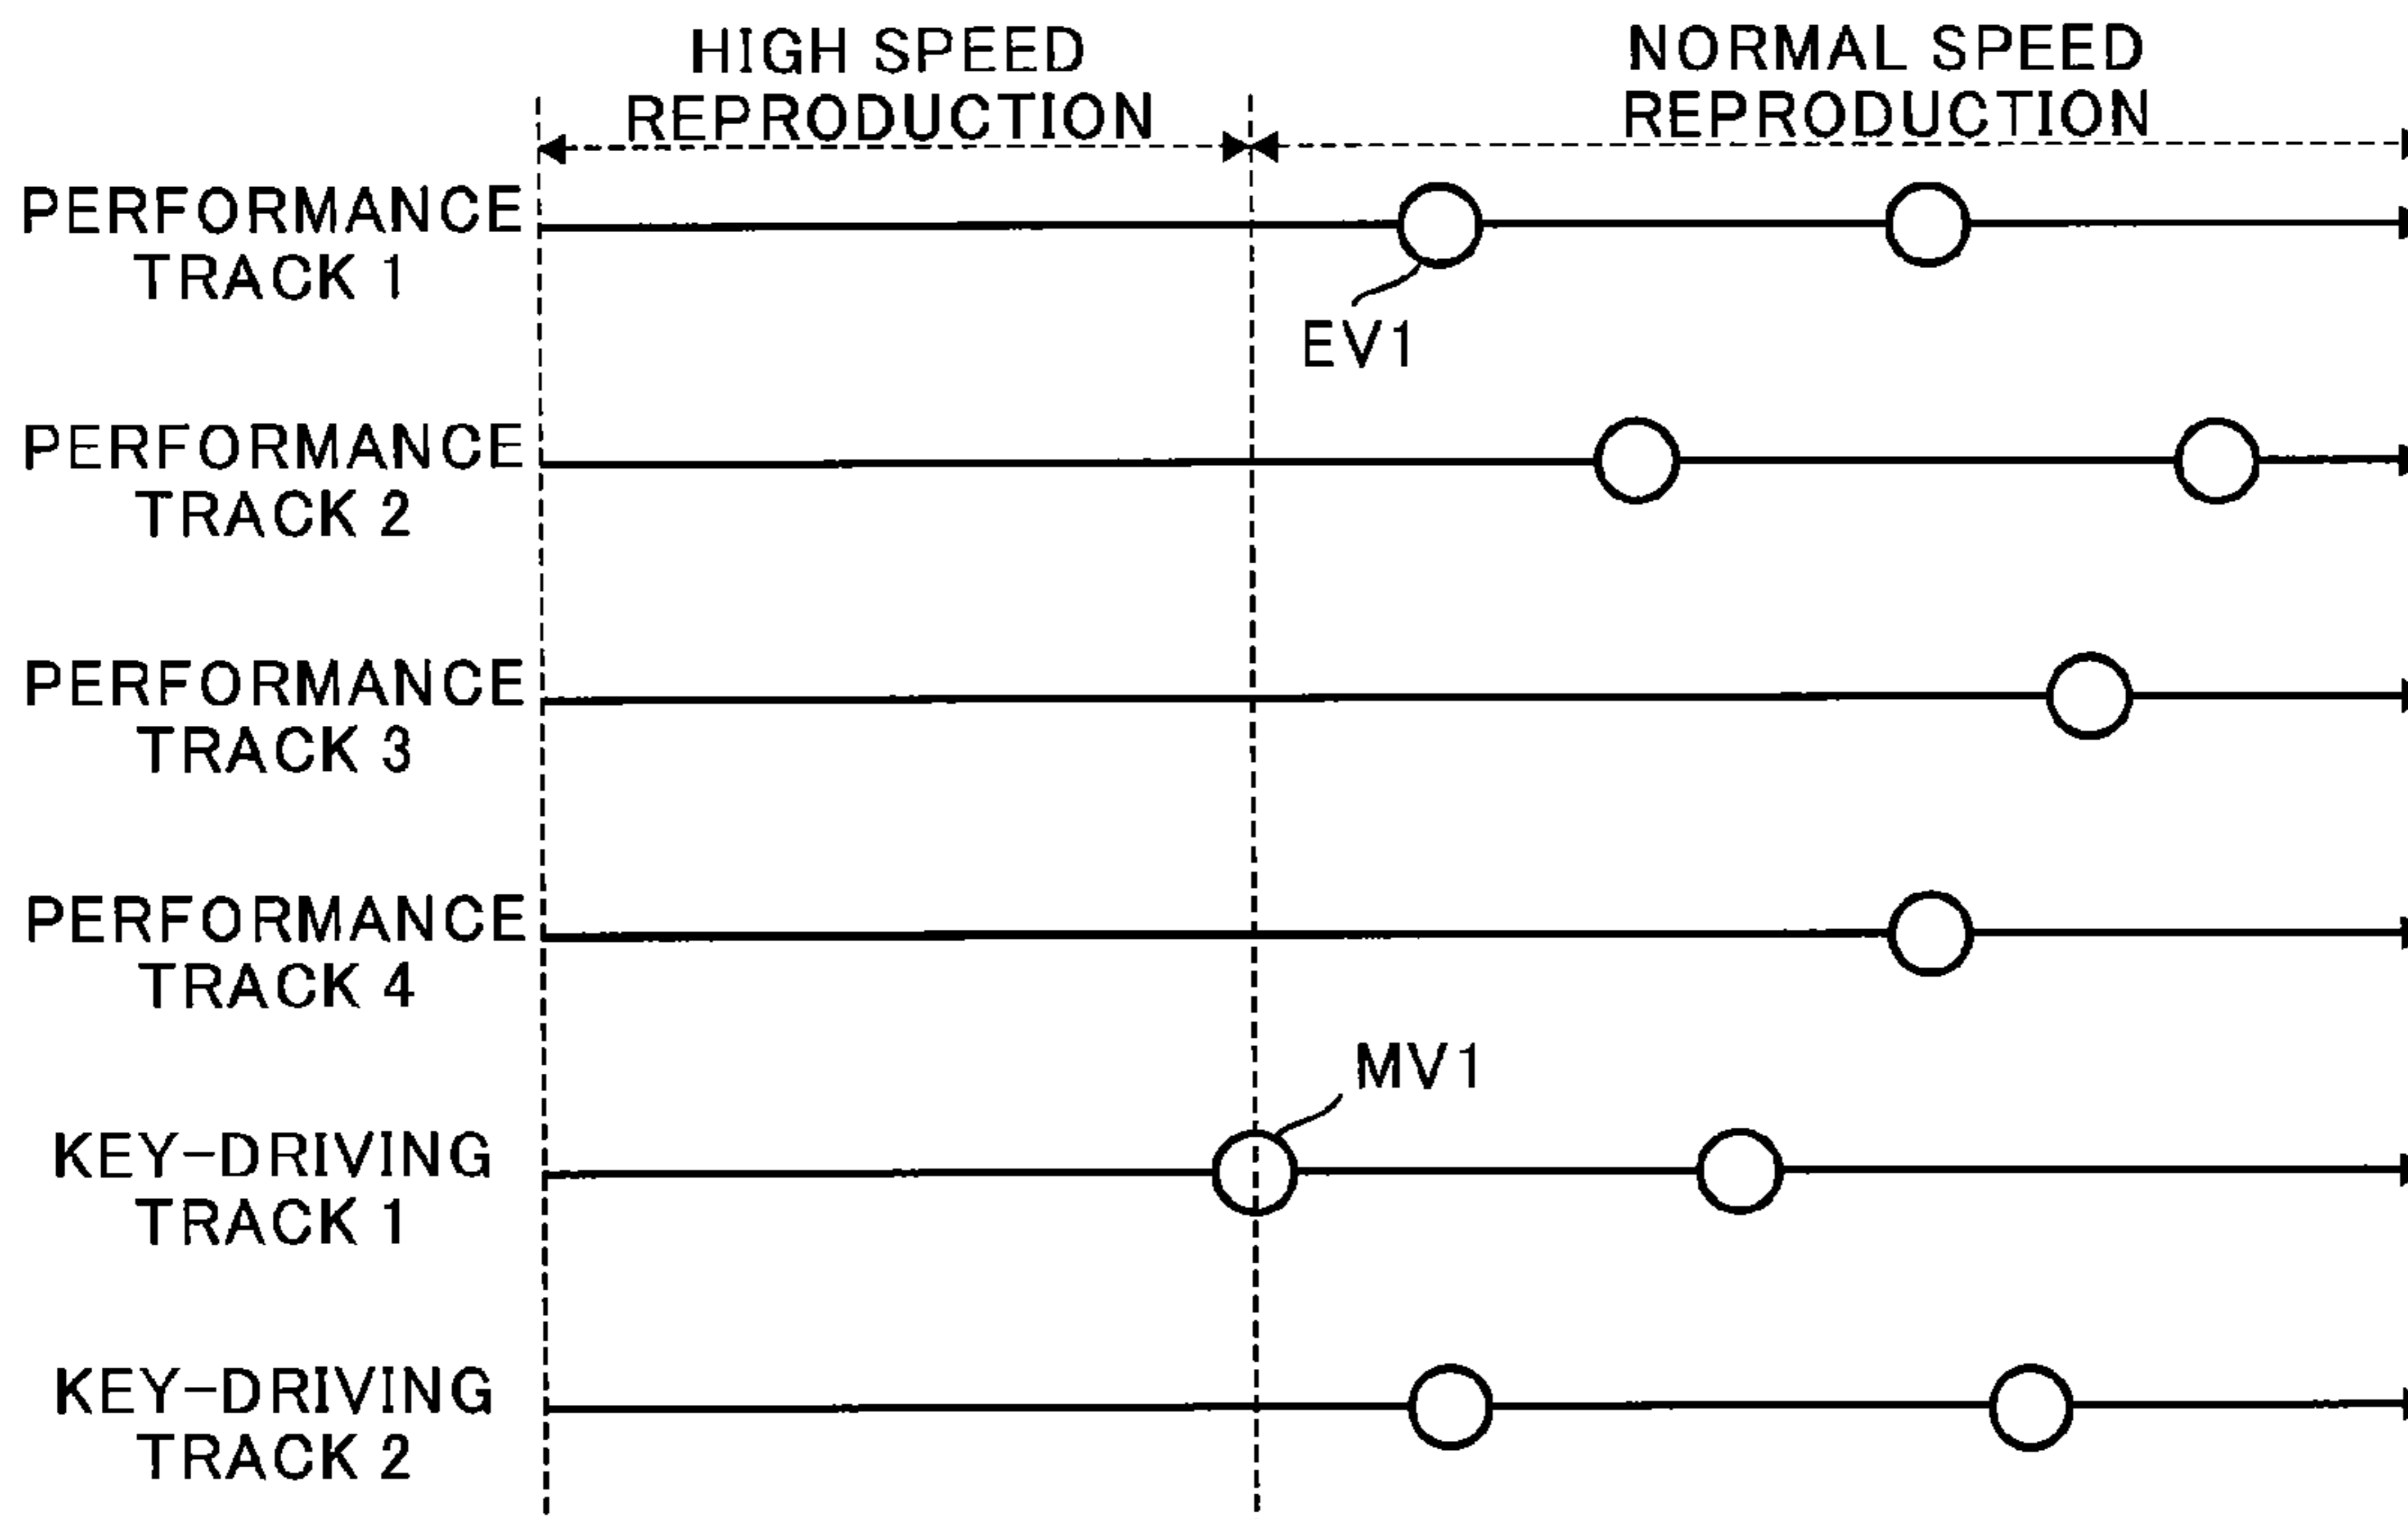 HIGH SPEED
REPRODUCTION
NORMAL SPEED
REPRODUCTION
PERFORMANCE
TRACK 1
EV1
PERFORMANCE
TRACK 2
PERFORMANCE
TRACK 3
PERFORMANCE
TRACK 4
MV1
KEY-DRIVING
TRACK 1
KEY-DRIVING
TRACK 2